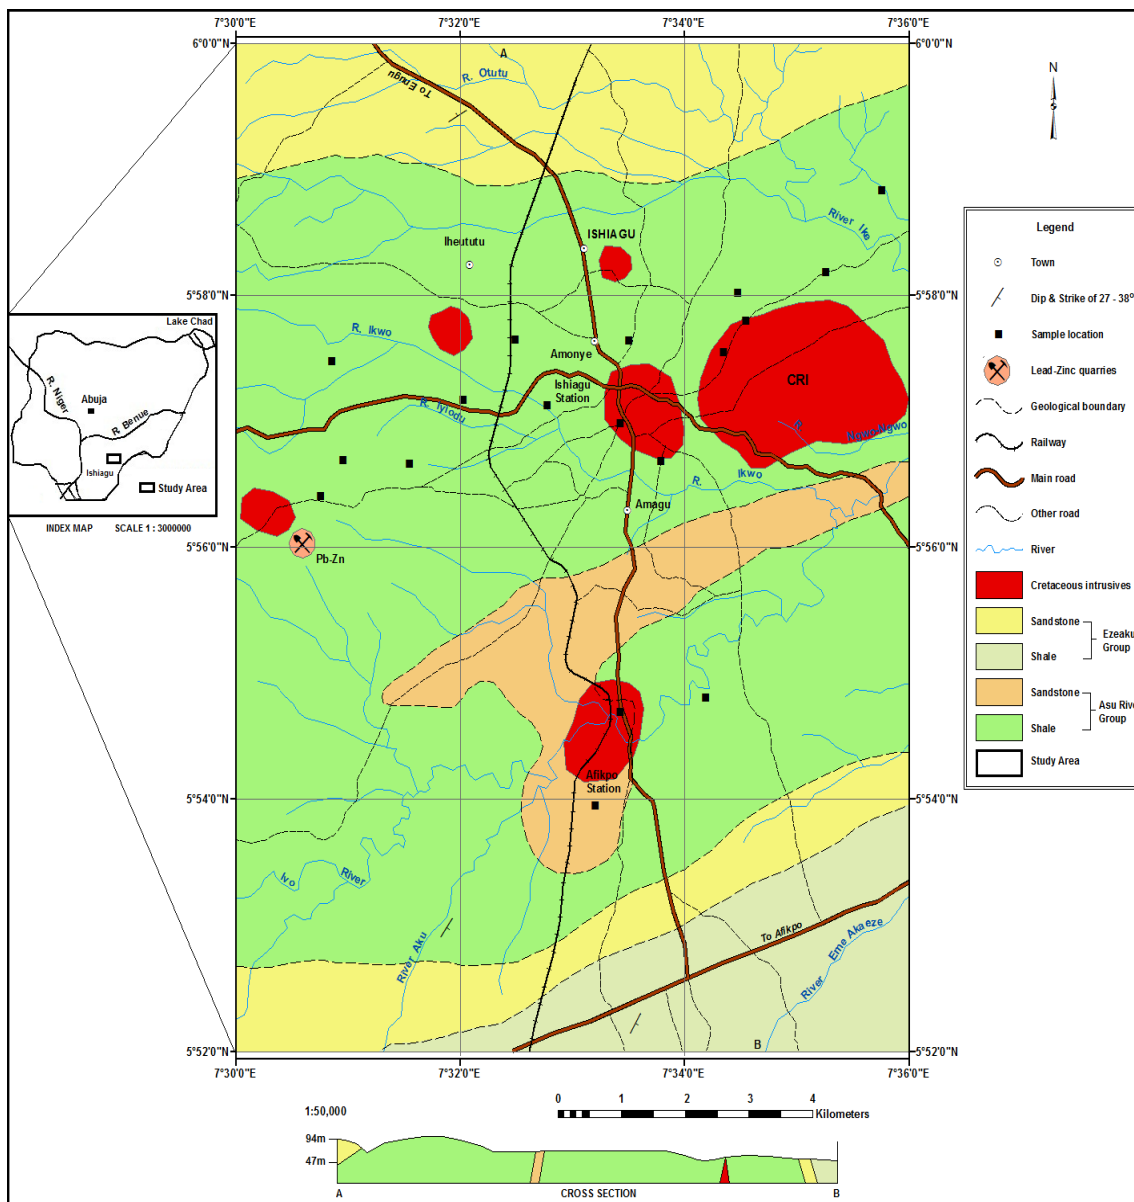 7°30'0"E
7°32'0"E
7°34'0"E
7°36'0"E
6°0'0"N
6°0'0"N
A
R. Otutu
To Enugu
N
S
River Ike
Iheututu
ISHIAGU
5°58'0"N
5°58'0"N
R. Ikwo
Amonye
Ishiagu
Station
CRI
R. Iyiodu
R.
Ngwo-Ngwo
R.
Ikwo
Amagu
5°56'0"N
5°56'0"N
Pb-Zn
Afikpo
Station
5°54'0"N
5°54'0"N
Ivo
River
River Aku
To Afikpo
River
Eme Akaeze
B
5°52'0"N
5°52'0"N
7°30'0"E
7°32'0"E
7°34'0"E
7°36'0"E
Lake Chad
R. Niger
Abuja
R. Benue
Ishiagu
Study Area
INDEX MAP
SCALE 1 : 3000000
Legend
Town
Dip & Strike of 27 - 38°
Sample location
Lead-Zinc quarries
Geological boundary
Railway
Main road
Other road
River
Cretaceous intrusives
Sandstone
Ezeaku
Group
Shale
Sandstone
Asu Rive
Group
Shale
Study Area
1:50,000
0 1 2 3 4
Kilometers
94m
47m
A
CROSS SECTION
B